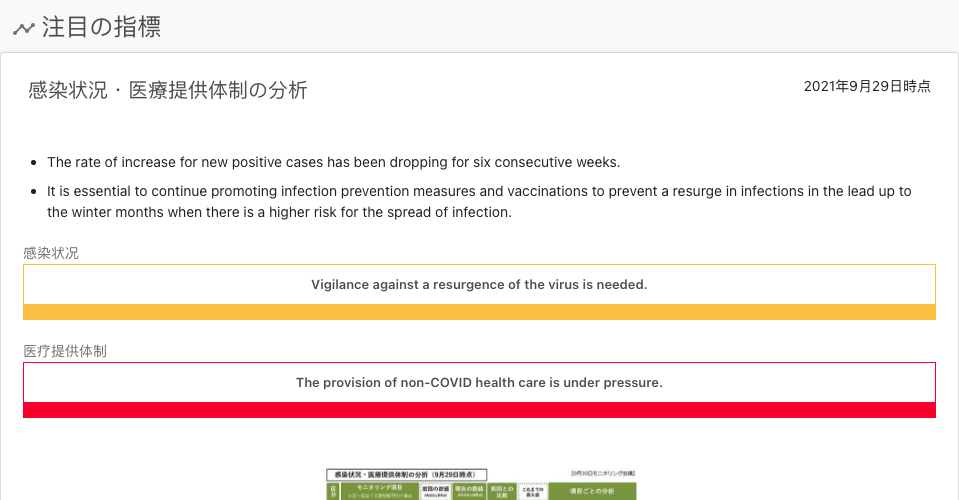 注目の指標
感染状況・医療提供体制の分析
2021年9月29日時点
The rate of increase for new positive cases has been dropping for six consecutive weeks.
It is essential to continue promoting infection prevention measures and vaccinations to prevent a resurge in infections in the lead up to
the winter months when there is a higher risk for the spread of infection.
感染状况
Vigilance against a resurgence of the virus is needed.
医疗提供体制
The provision of non-COVID health care is under pressure.
感染状況・医療提供体制の分析（9月29日時点）
【9月30日モニタリング会議】
区分
モニタリング項目
前回の数値
現在の数値
前回との
比較
これまでの
最大値
項目ごとの分析